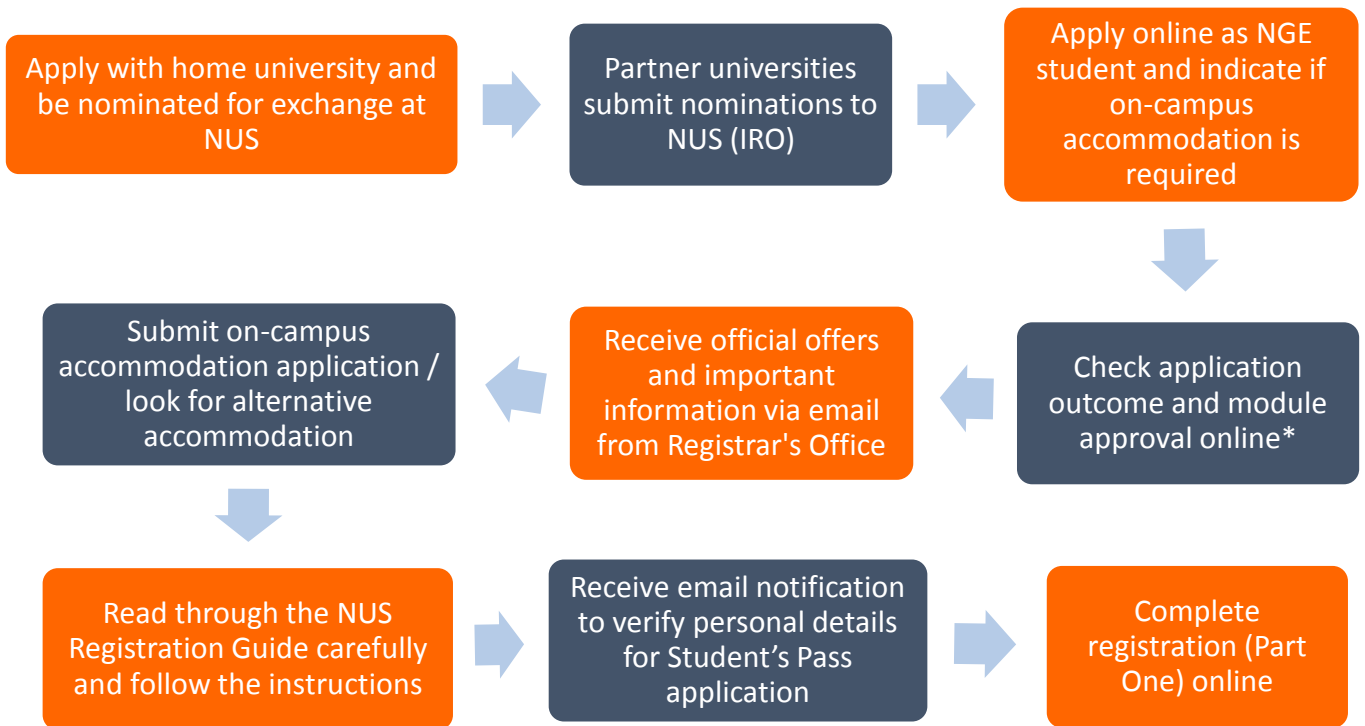 Apply with home university and
be nominated for exchange at
NUS
Partner universities
submit nominations to
NUS (IRO)
Apply online as NGE
student and indicate if
on-campus
accommodation is
required
Check application
outcome and module
approval online*
Receive official offers
and important
information via email
from Registrar's Office
Submit on-campus
accommodation application /
look for alternative
accommodation
Read through the NUS
Registration Guide carefully
and follow the instructions
Receive email notification
to verify personal details
for Student’s Pass
application
Complete
registration (Part
One) online